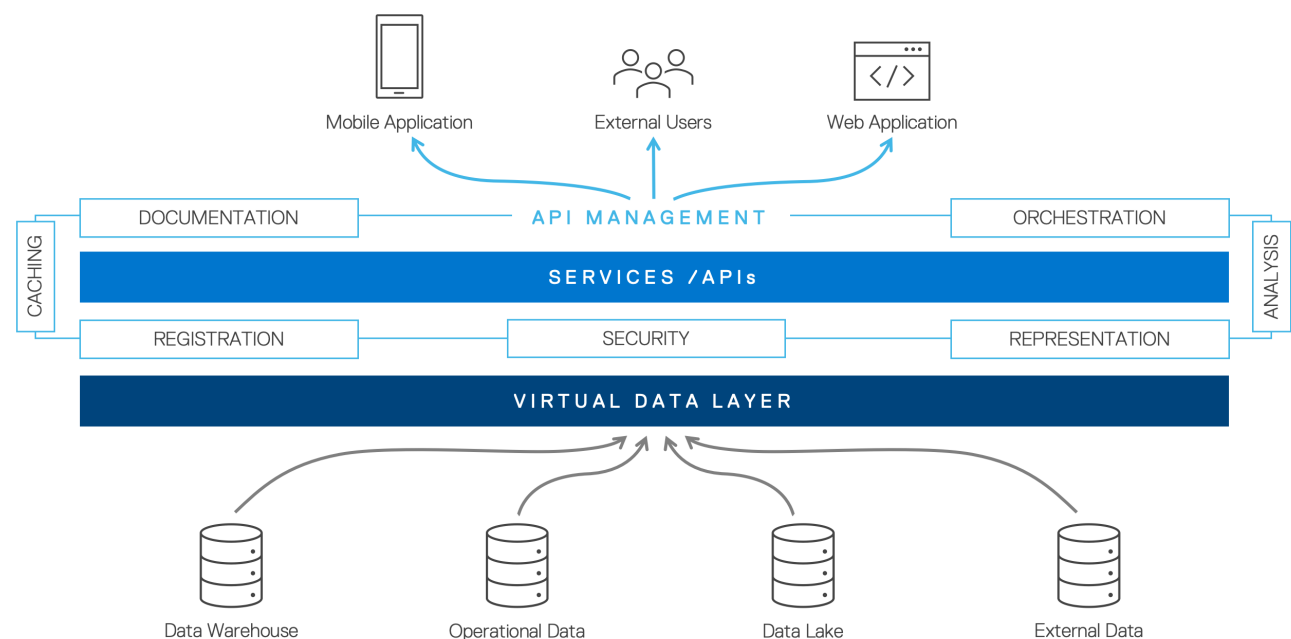 Mobile Application
External Users
Web Application
DOCUMENTATION
API MANAGEMENT
ORCHESTRATION
CACHING
SERVICES /APIs
ANALYSIS
REGISTRATION
SECURITY
REPRESENTATION
VIRTUAL DATA LAYER
Data Warehouse
Operational Data
Data Lake
External Data